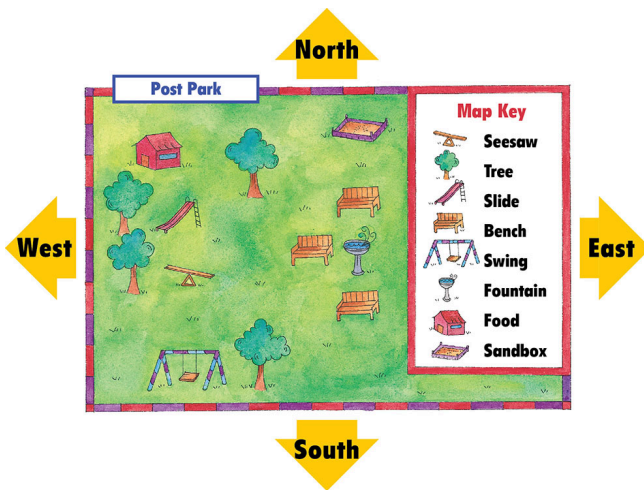 North
Post Park
Map Key
Seesaw
Tree
Slide
Bench
Swing
Fountain
Food
Sandbox
West
East
South